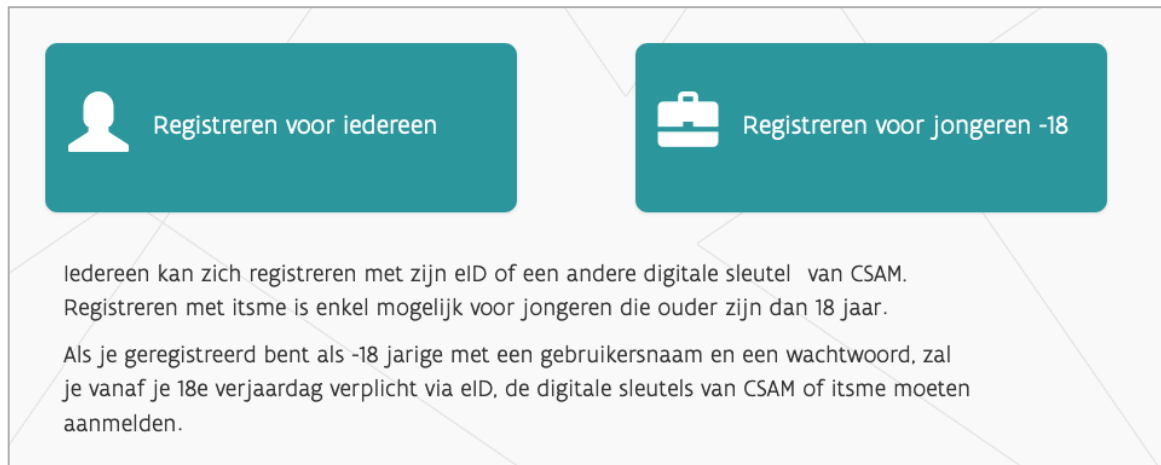 Registreren voor iedereen
Registreren voor jongeren -18
Iedereen kan zich registreren met zijn eID of een andere digitale sleutel van CSAM.
Registreren met itsme is enkel mogelijk voor jongeren die ouder zijn dan 18 jaar.
Als je geregistreerd bent als -18 jarige met een gebruikersnaam en een wachtwoord, zal
je vanaf je 18e verjaardag verplicht via eID, de digitale sleutels van CSAM of itsme moeten
aanmelden.